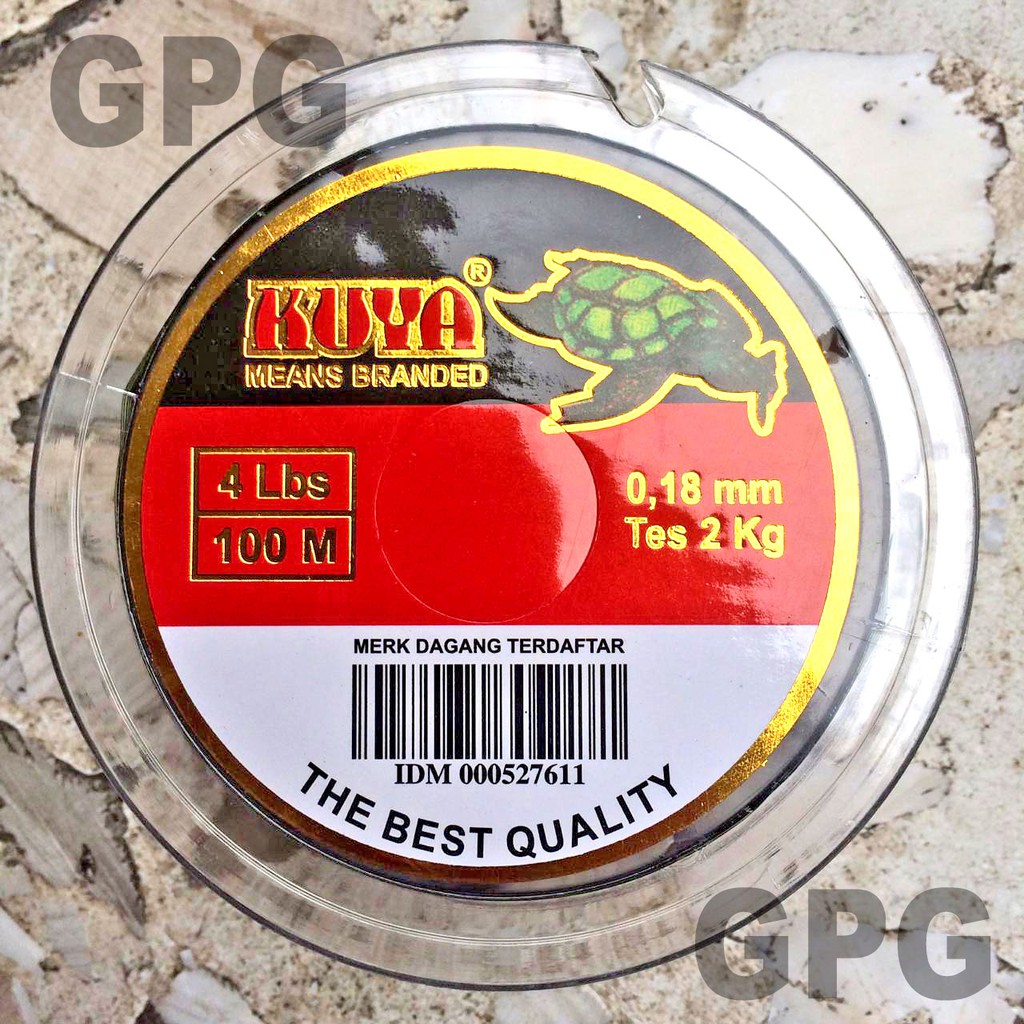 GPG
KUYA®
MEANS BRANDED
4 Lbs
100 M
0,18 mm
Tes 2 Kg
MERK DAGANG TERDAFTAR
IDM 000527611
THE BEST QUALITY
GPG